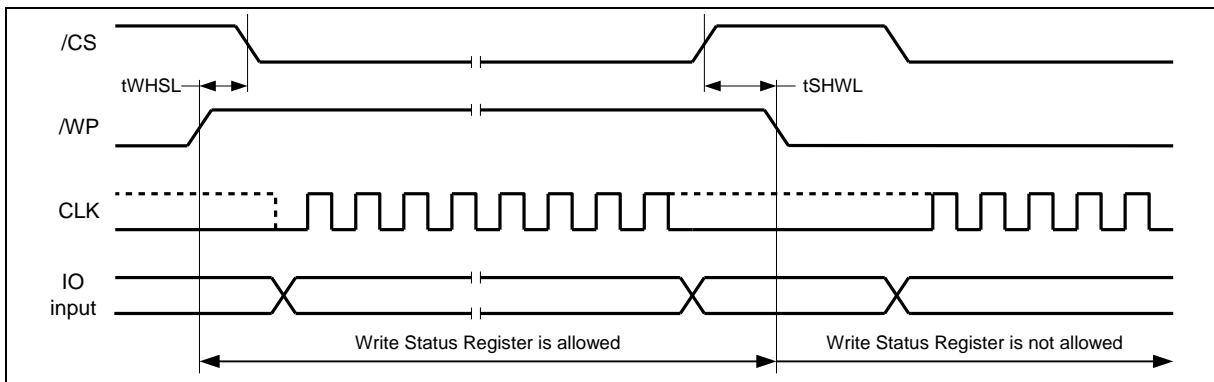 /CS
tWHSL
tSHWL
/WP
CLK
IO
input
Write Status Register is allowed
Write Status Register is not allowed